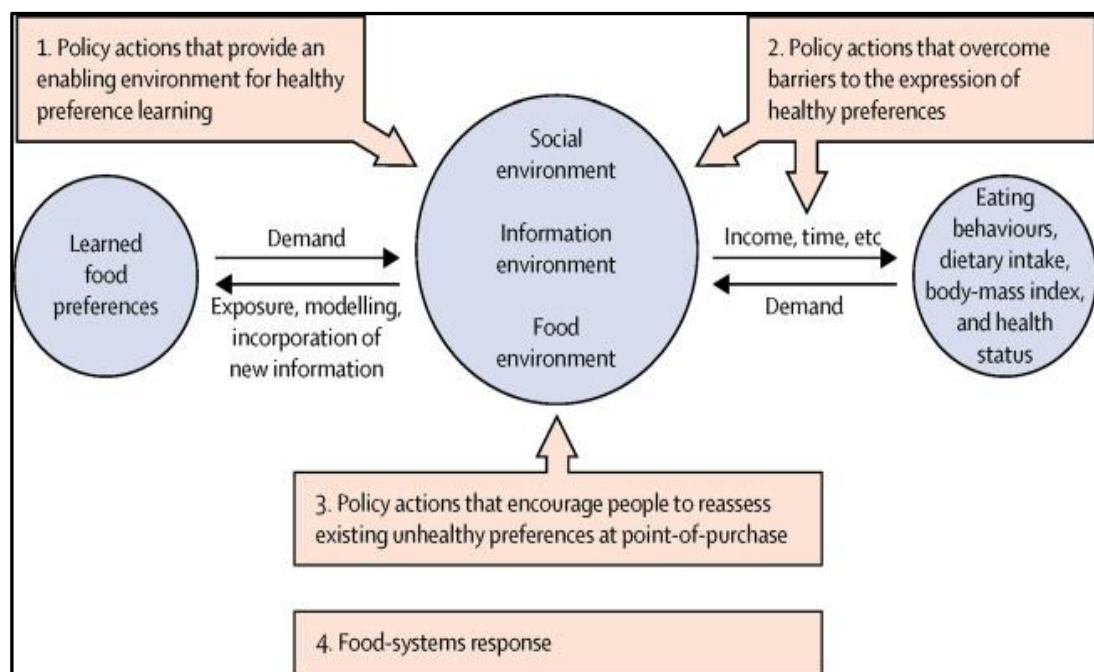 1. Policy actions that provide an
enabling environment for healthy
preference learning
2. Policy actions that overcome
barriers to the expression of
healthy preferences
Learned
food
preferences
Demand
Exposure, modelling,
incorporation of
new information
Social
environment
Information
environment
Food
environment
Income, time, etc
Demand
Eating
behaviours,
dietary intake,
body-mass index,
and health
status
3. Policy actions that encourage people to reassess
existing unhealthy preferences at point-of-purchase
4. Food-systems response